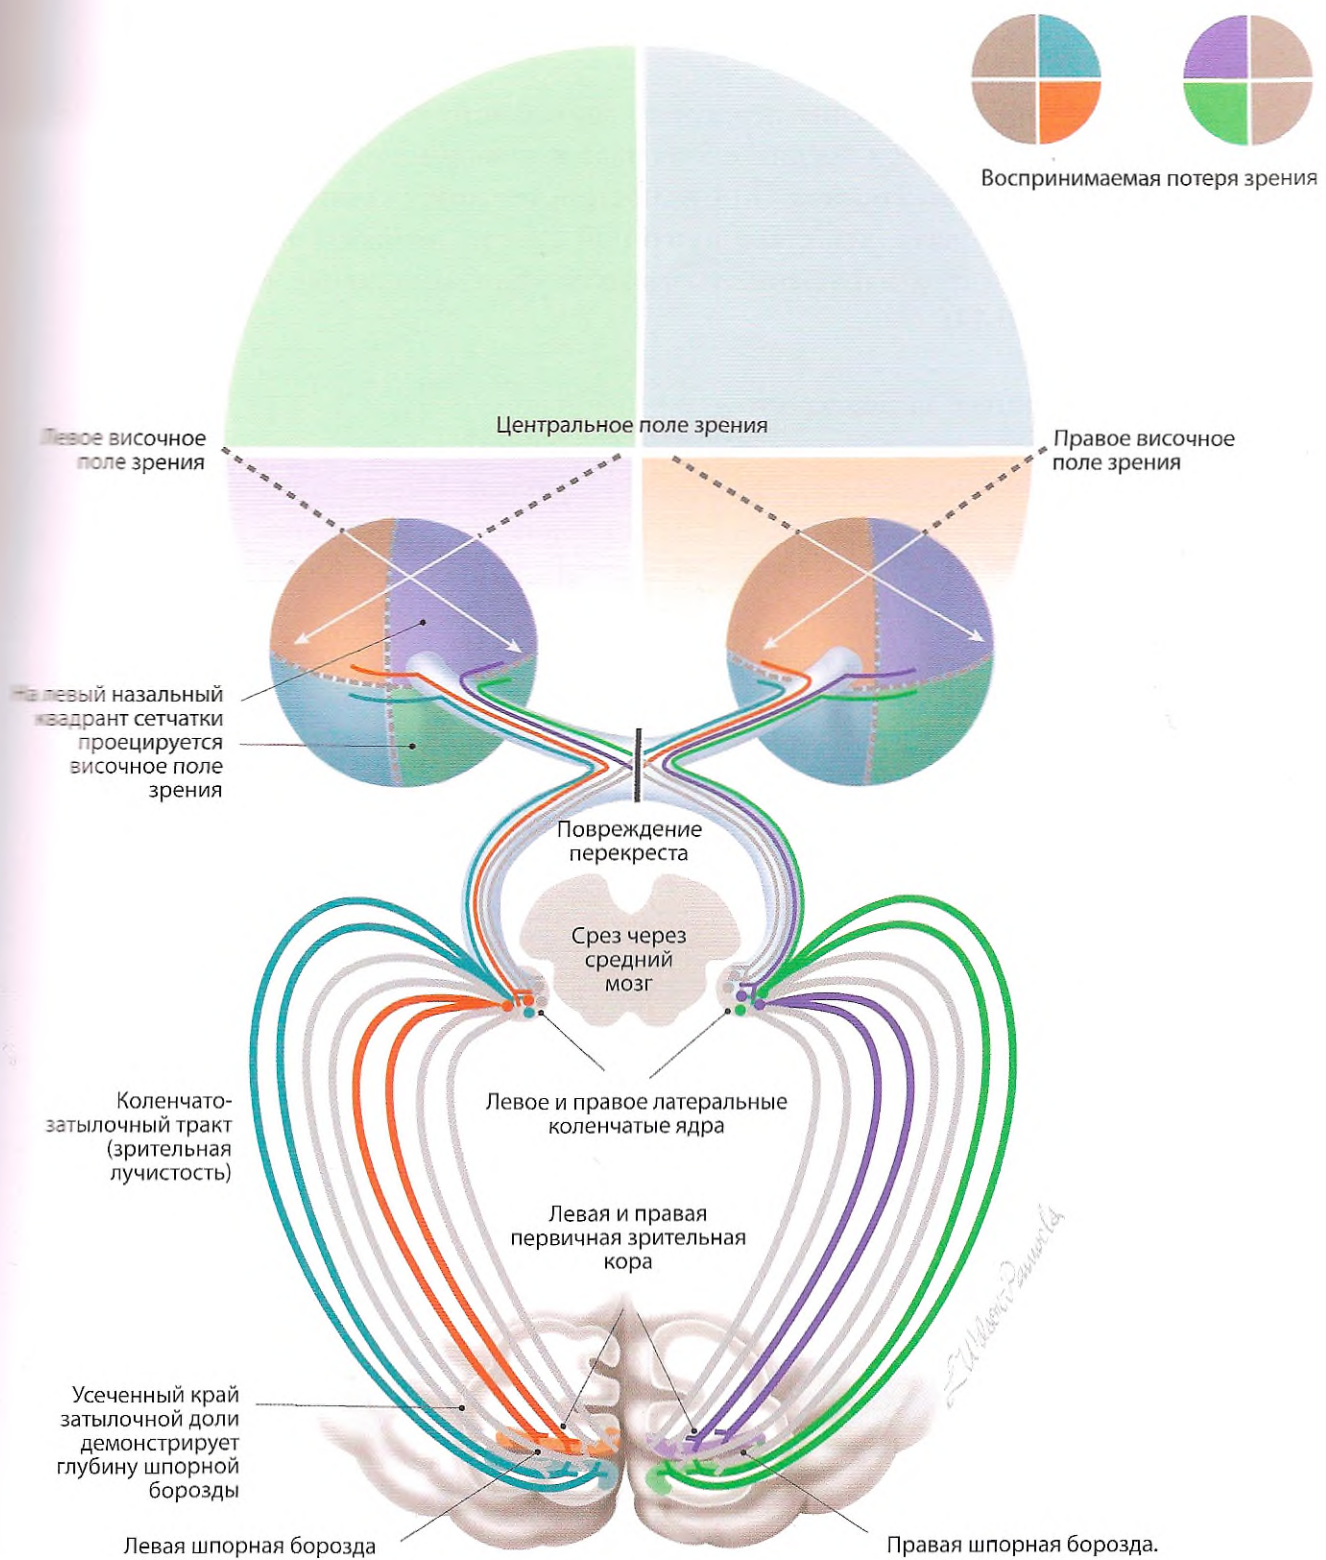 Воспринимаемая потеря зрения
Центральное поле зрения
Левое височное
поле зрения
Правое височное
поле зрения
На левый назальный
квадрант сетчатки
проецируется
височное поле
зрения
Повреждение
перекреста
Срез через
средний
мозг
Левое и правое латеральные
коленчатые ядра
Коленчато-
затылочный тракт
(зрительная
лучистость)
Левая и правая
первичная зрительная
кора
Усеченный край
затылочной доли
демонстрирует
глубину шпорной
борозды
Левая шпорная борозда
Правая шпорная борозда.